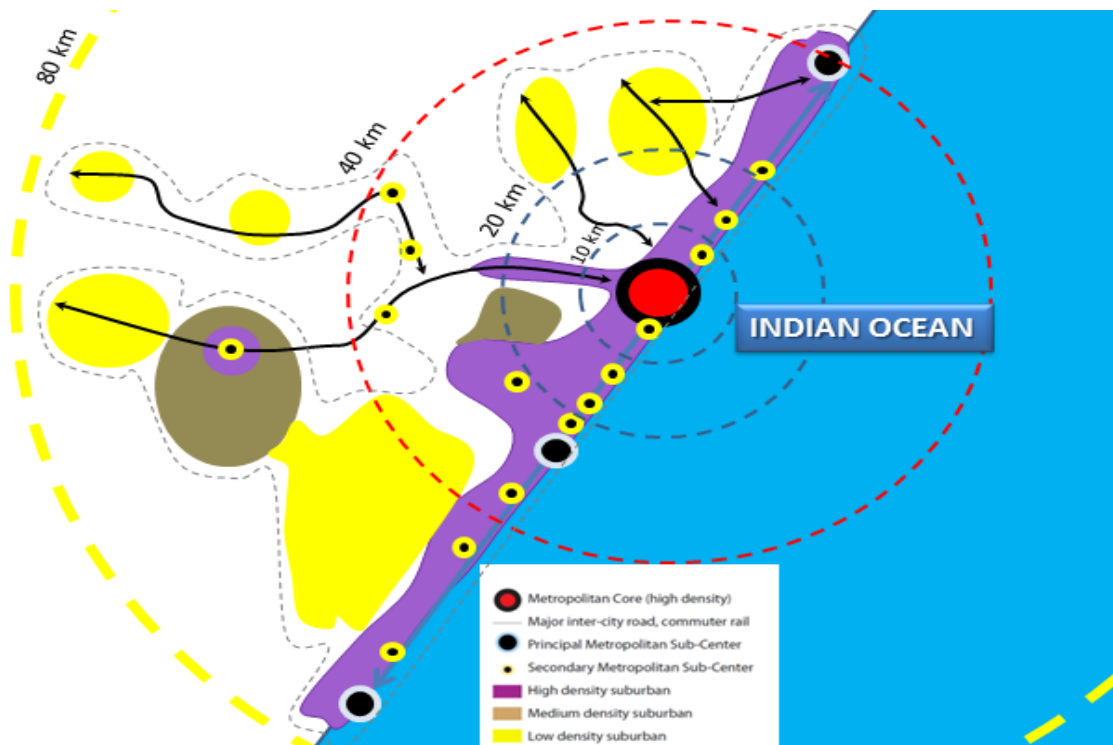 80 km
40 km
20 km
10 km
INDIAN OCEAN
Metropolitan Core (high density)
Major inter-city road, commuter rail
Principal Metropolitan Sub-Center
Secondary Metropolitan Sub-Center
High density suburban
Medium density suburban
Low density suburban